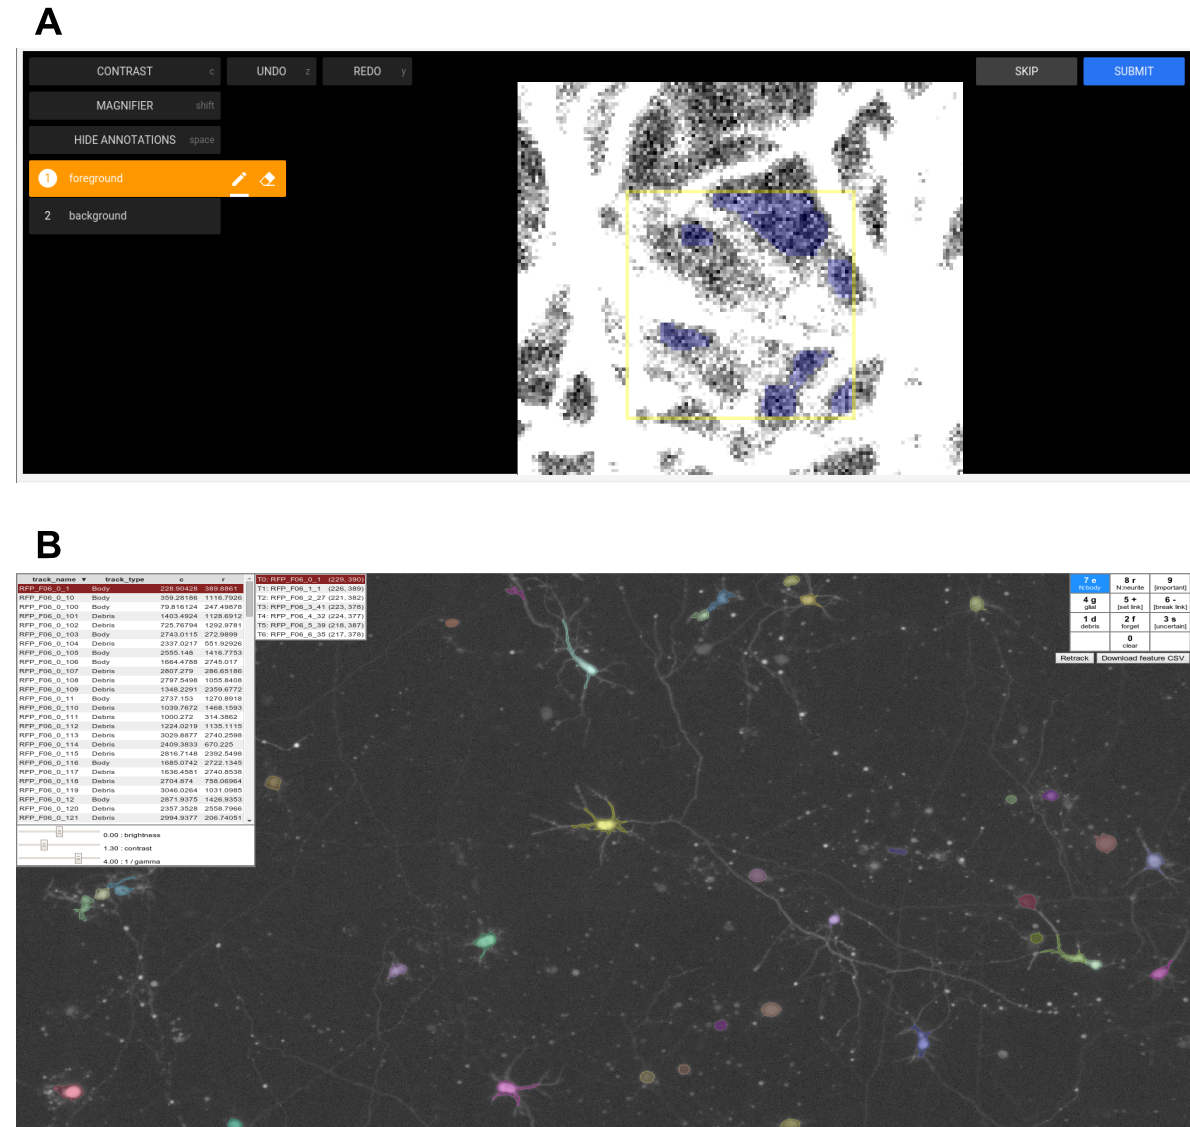 A
CONTRAST c UNDO z REDO y SKIP SUBMIT
MAGNIFIER shift
HIDE ANNOTATIONS space
1 foreground
2 background
B
track_name ▼ track_type c r
RFP_F06_0_1 Body 228.90428 389.8861
RFP_F06_0_10 Body 359.28186 1116.7926
RFP_F06_0_100 Body 79.816124 247.49878
RFP_F06_0_101 Debris 1403.4924 1128.6912
RFP_F06_0_102 Debris 725.76794 1292.9781
RFP_F06_0_103 Body 2743.0115 272.9899
RFP_F06_0_104 Debris 2337.0217 551.92926
RFP_F06_0_105 Body 2555.148 1416.7753
RFP_F06_0_106 Body 1664.4788 2745.017
RFP_F06_0_107 Debris 2807.279 286.65186
RFP_F06_0_108 Debris 2797.5498 1055.8408
RFP_F06_0_109 Debris 1348.2291 2359.6772
RFP_F06_0_11 Body 2737.153 1270.8918
RFP_F06_0_110 Debris 1039.7672 1468.1593
RFP_F06_0_111 Debris 1000.272 314.3862
RFP_F06_0_112 Debris 1224.0219 1135.1115
RFP_F06_0_113 Debris 3029.8877 2740.2598
RFP_F06_0_114 Debris 2409.3833 670.225
RFP_F06_0_115 Debris 2816.7148 2392.5498
RFP_F06_0_116 Body 1685.0742 2722.1345
RFP_F06_0_117 Debris 1636.4581 2740.8538
RFP_F06_0_118 Debris 2704.874 758.06964
RFP_F06_0_119 Debris 3046.0264 1031.0985
RFP_F06_0_12 Body 2871.9375 1426.9353
RFP_F06_0_120 Debris 2357.3528 2558.7966
RFP_F06_0_121 Debris 2994.9377 206.74051
0.00 : brightness
1.30 : contrast
4.00 : 1 / gamma
T0: RFP_F06_0_1 (229, 390)
T1: RFP_F06_1_1 (226, 389)
T2: RFP_F06_2_27 (221, 382)
T3: RFP_F06_3_41 (223, 378)
T4: RFP_F06_4_32 (224, 377)
T5: RFP_F06_5_39 (218, 387)
T6: RFP_F06_6_35 (217, 378)
7 e 8 r 9
N:body N:neurite [important]
4 g 5 + 6 -
glial [set link] [break link]
1 d 2 f 3 s
debris forget [uncertain]
0
clear
Retrack Download feature CSV